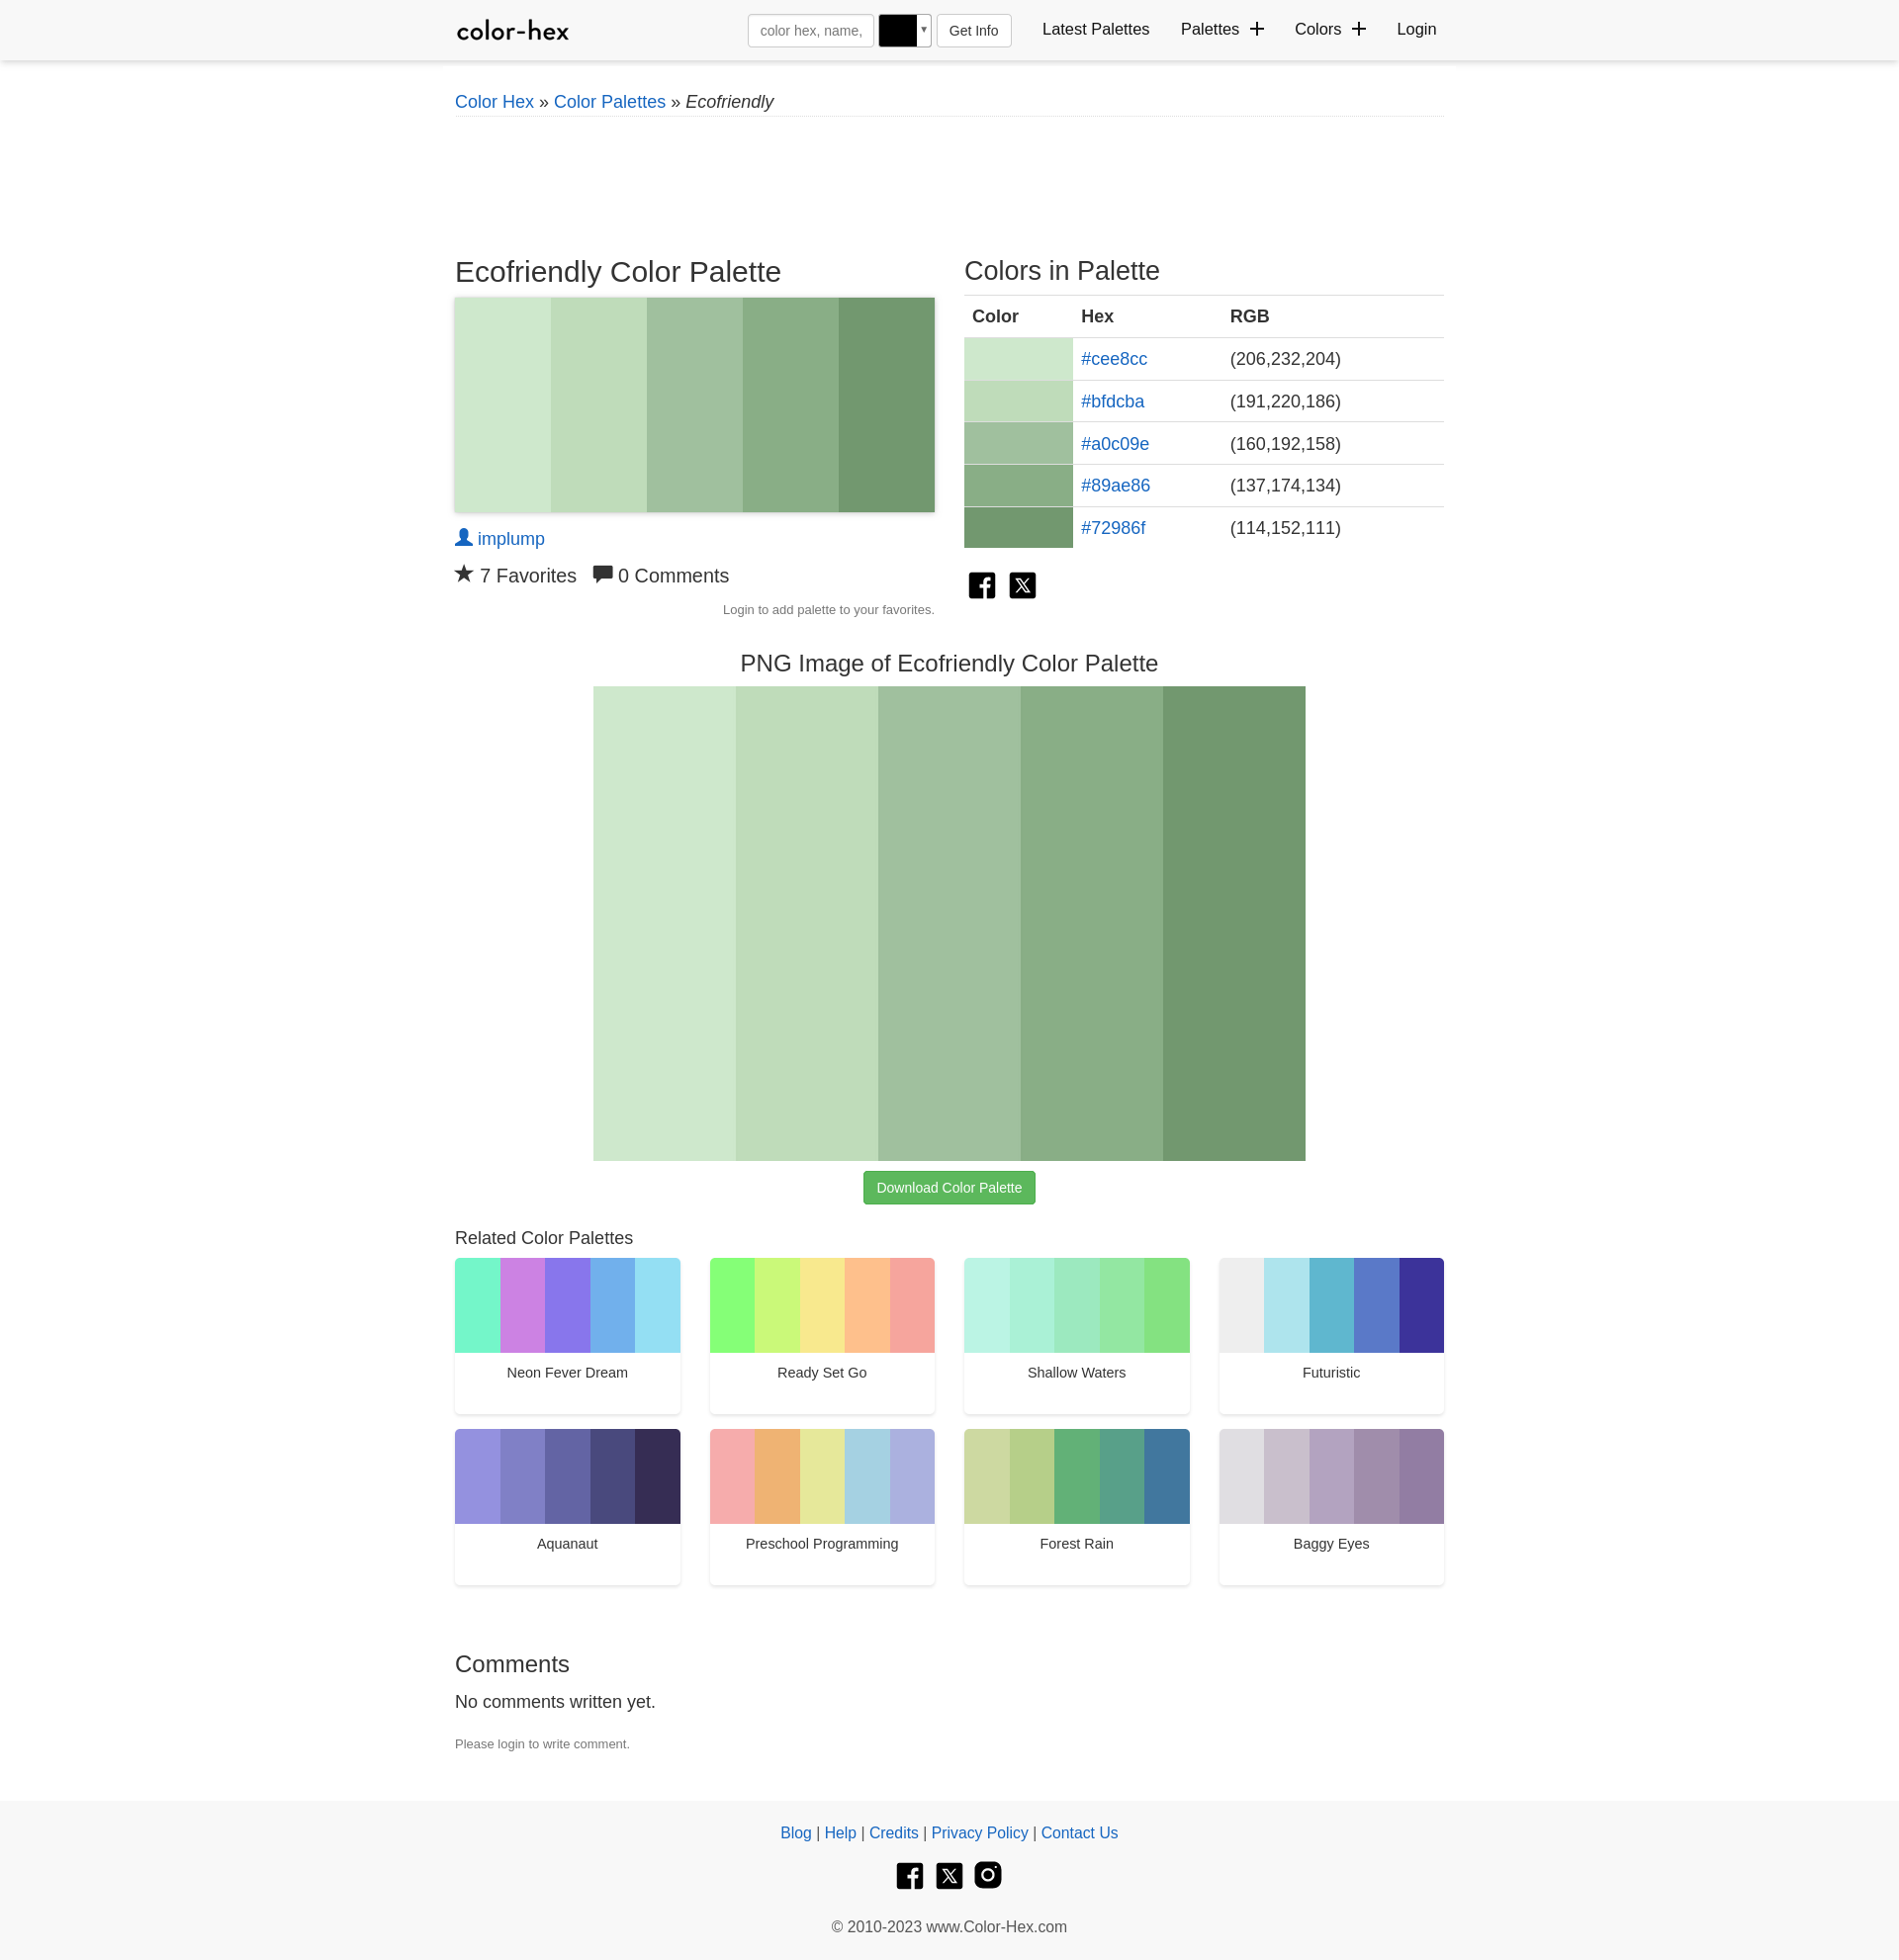 color-hex
color hex, name,
Get Info
Latest Palettes
Palettes
Colors
Login
Color Hex » Color Palettes » Ecofriendly
Ecofriendly Color Palette
implump
7 Favorites 0 Comments
Login to add palette to your favorites.
Colors in Palette
Color Hex RGB
#cee8cc (206,232,204)
#bfdcba (191,220,186)
#a0c09e (160,192,158)
#89ae86 (137,174,134)
#72986f (114,152,111)
PNG Image of Ecofriendly Color Palette
Download Color Palette
Related Color Palettes
Neon Fever Dream
Ready Set Go
Shallow Waters
Futuristic
Aquanaut
Preschool Programming
Forest Rain
Baggy Eyes
Comments
No comments written yet.
Please login to write comment.
Blog | Help | Credits | Privacy Policy | Contact Us
© 2010-2023 www.Color-Hex.com